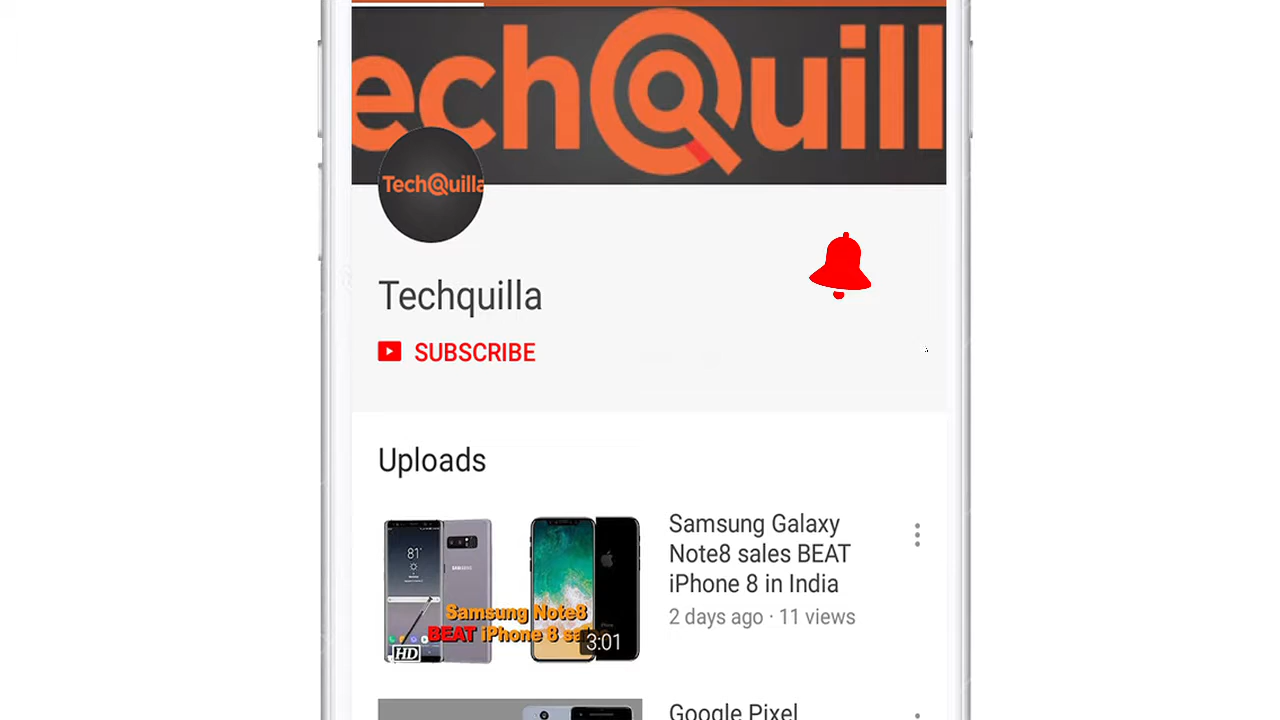 echQuill
TechQuilla
Techquilla
SUBSCRIBE
Uploads
Samsung Galaxy
Note8 sales BEAT
iPhone 8 in India
2 days ago · 11 views
81°
SAMSUNG
Samsung Note8
BEAT iPhone 8 sa
3:01
HD
Google Pixel